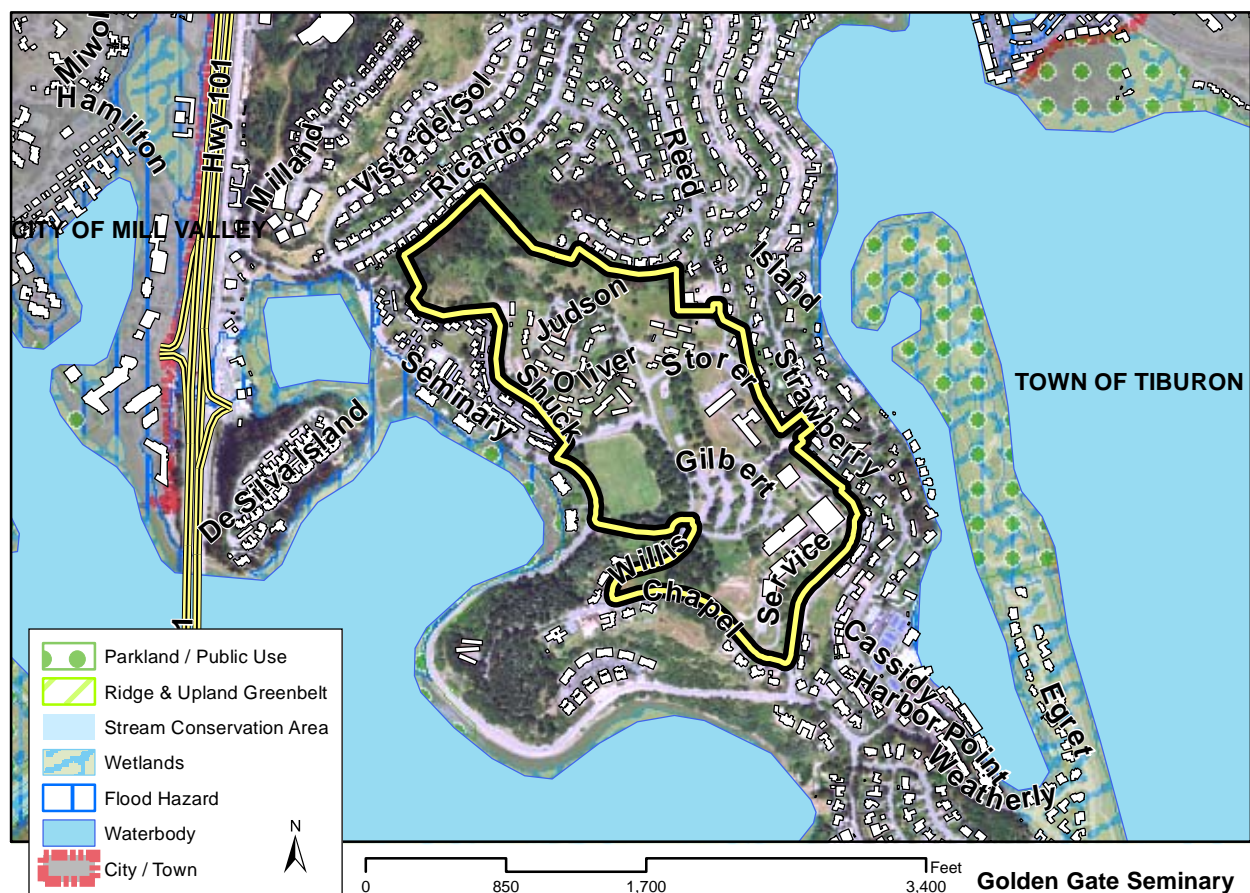 Miwok
Hamilton
Hwy 101
Milland
Vista del Sol
Ricardo
Reed
CITY OF MILL VALLEY
Island
Judson
Storer
Oliver
Shuck
Seminary
Strawberry
TOWN OF TIBURON
De Silva Island
Gilbert
Willis
Chapel
Service
Cassidy
Harbor Point
Weatherly
Egret
1
Parkland / Public Use
Ridge & Upland Greenbelt
Stream Conservation Area
Wetlands
Flood Hazard
Waterbody
City / Town
N
Feet
0 850 1,700 3,400
Golden Gate Seminary